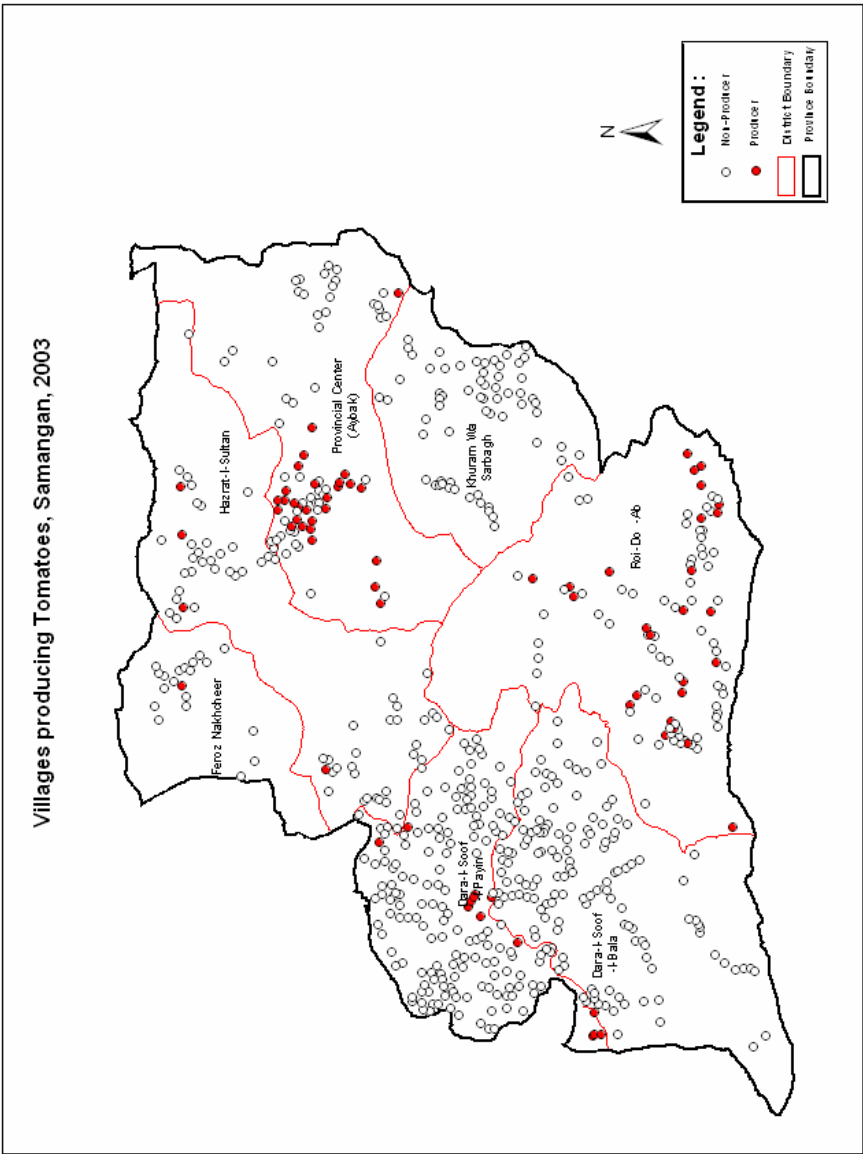 Villages producing Tomatoes, Samangan, 2003
N
Legend :
Non-Producer
Producer
District Boundary
Province Boundary
Hazrat-I-Sultan
Provincial Center
(Aybak)
Feroz Nakhcheer
Khuram Wa
Sarbagh
Dara-I-Soof
-I-Payin
Roi-Do -Ab
Dara-I-Soof
-I-Bala